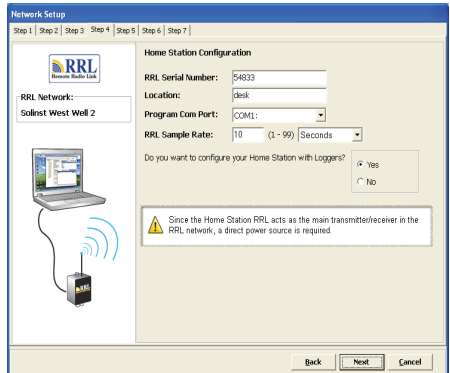 Network Setup
Step 1 Step 2 Step 3 Step 4 Step 5 Step 6 Step 7
RRL
Remote Radio Link
RRL Network:
Solinst West Well 2
RRL
Home Station Configuration
RRL Serial Number: 54833
Location: desk
Program Com Port: COM1:
RRL Sample Rate: 10 (1 - 99) Seconds
Do you want to configure your Home Station with Loggers? Yes
No
Since the Home Station RRL acts as the main transmitter/receiver in the
RRL network, a direct power source is required.
Back Next Cancel